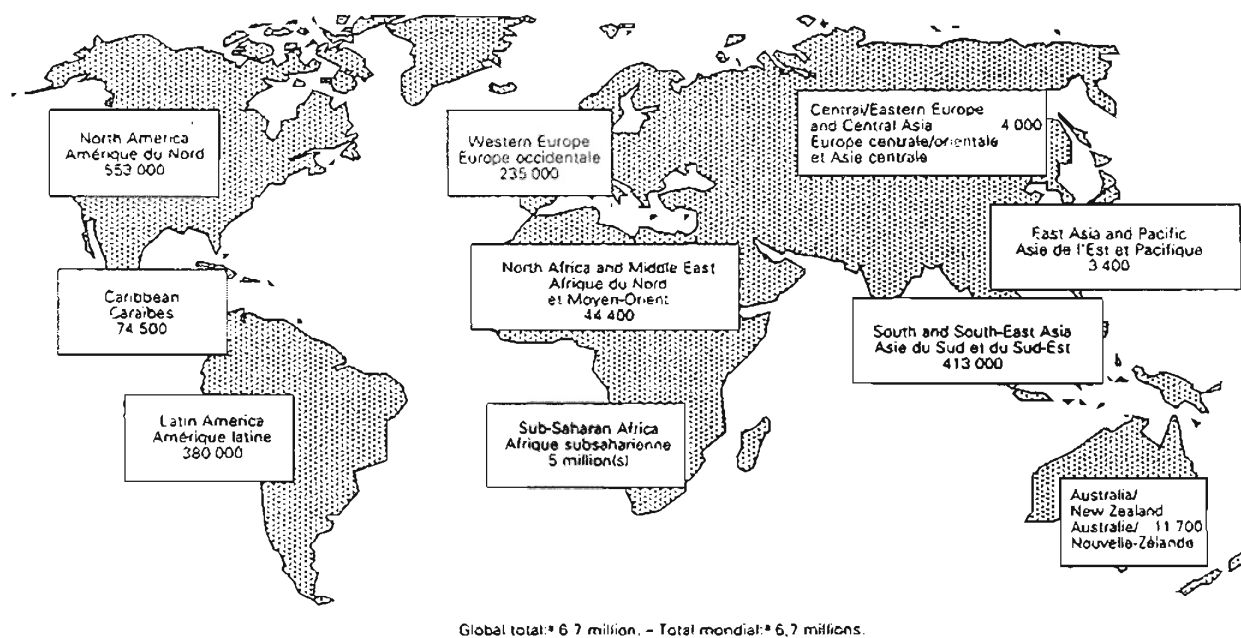 North America
Amérique du Nord
553 000
Western Europe
Europe occidentale
235 000
Central/Eastern Europe
and Central Asia 4 000
Europe centrale/orientale
et Asie centrale
East Asia and Pacific
Asie de l'Est et Pacifique
3 400
North Africa and Middle East
Afrique du Nord
et Moyen-Orient
44 400
Caribbean
Caraïbes
74 500
South and South-East Asia
Asie du Sud et du Sud-Est
413 000
Latin America
Amérique latine
380 000
Sub-Saharan Africa
Afrique subsaharienne
5 million(s)
Australia/
New Zealand
Australie/ 11 700
Nouvelle-Zélande
Global total:ª 6.7 million. – Total mondial:ª 6,7 millions.